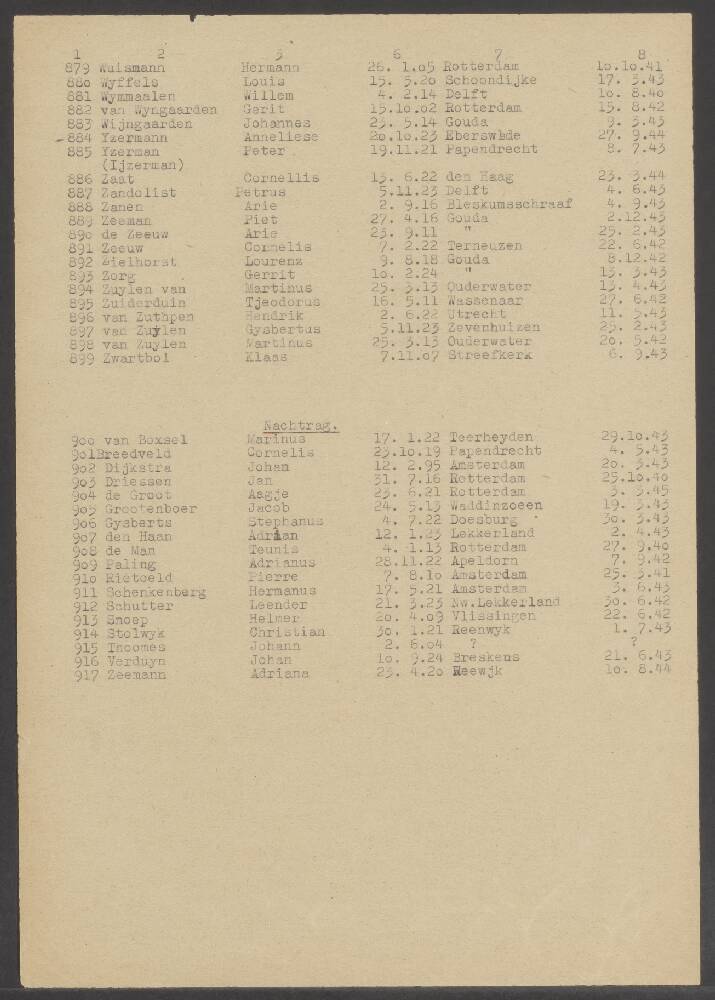 1 2 3 6 7 8
879 Wuismann Hermann 26. 1.05 Rotterdam 10.10.41
880 Wyffels Louis 15. 3.20 Schoondijke 17. 3.43
881 Wymmaalen Willem 4. 2.14 Delft 10. 8.40
882 van Wyngaarden Gerit 15.10.02 Rotterdam 15. 8.42
883 Wijngaarden Johannes 23. 5.14 Gouda 9. 3.43
884 Yzermann Anneliese 20.10.23 Eberswalde 27. 9.44
885 Yzerman Peter 19.11.21 Papendrecht 8. 7.43
(Ijzerman)
886 Zaat Cornellis 13. 6.22 den Haag 23. 3.44
887 Zandolist Petrus 5.11.23 Delft 4. 6.43
888 Zanen Arie 2. 9.16 Bleskumsschraaf 4. 9.43
889 Zeeman Piet 27. 4.16 Gouda 2.12.43
890 de Zeeuw Arie 23. 9.11 " 25. 2.43
891 Zeeuw Cornelis 7. 2.22 Terneuzen 22. 6.42
892 Zielhorst Lourenz 9. 8.18 Gouda 8.12.42
893 Zorg Gerrit 10. 2.24 " 13. 3.43
894 Zuylen van Martinus 25. 3.13 Ouderwater 13. 4.43
895 Zuiderduin Tjeodorus 16. 5.11 Wassenaar 27. 6.42
896 van Zuthpen Hendrik 2. 6.22 Utrecht 11. 5.43
897 van Zuylen Gysbertus 5.11.23 Zevenhuizen 25. 2.43
898 van Zuylen Martinus 25. 3.13 Ouderwater 20. 5.42
899 Zwartbol Klaas 7.11.07 Streefkerk 6. 9.43
Nachtrag.
900 van Boxsel Marinus 17. 1.22 Teerheyden 29.10.43
901Breedveld Cornelis 23.10.19 Papendrecht 4. 5.43
902 Dijkstra Johan 12. 2.95 Amsterdam 20. 3.43
903 Driessen Jan 31. 7.16 Rotterdam 25.10.40
904 de Groot Aagje 23. 6.21 Rotterdam 3. 3.45
905 Grootenboer Jacob 24. 5.13 Waddinzoeen 19. 3.43
906 Gysberts Stephanus 4. 7.22 Doesburg 30. 3.43
907 den Haan Adrian 12. 1.23 Lekkerland 2. 4.43
908 de Man Teunis 4. 1.13 Rotterdam 27. 9.40
909 Paling Adrianus 28.11.22 Apeldorn 7. 9.42
910 Rietoeld Pierre 7. 8.10 Amsterdam 25. 3.41
911 Schenkenberg Hermanus 17. 5.21 Amsterdam 3. 6.43
912 Schutter Leender 21. 3.23 Nw.Lekkerland 30. 6.42
913 Snoep Helmer 20. 4.09 Vlissingen 22. 6.42
914 Stolwyk Christian 30. 1.21 Reenwyk 1. 7.43
915 Thoomes Johann 2. 6.04 ? ?
916 Verduyn Johan 10. 9.24 Breskens 21. 6.43
917 Zeemann Adriana 23. 4.20 Reewjk 10. 8.44